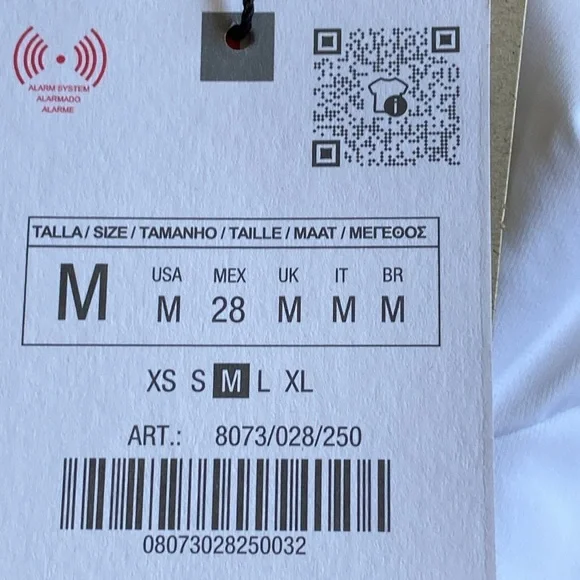 ALARM SYSTEM
ALARMADO
ALARME
i
TALLA / SIZE / TAMANHO / TAILLE / MAAT / ΜΕΓΕΘΟΣ
M
USA MEX UK IT BR
M 28 M M M
XS S M L XL
ART.: 8073/028/250
08073028250032